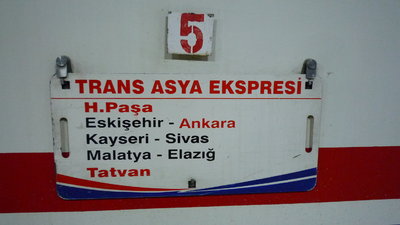 5
TRANS ASYA EKSPRESİ
H.Paşa
Eskişehir - Ankara
Kayseri - Sivas
Malatya - Elazığ
Tatvan